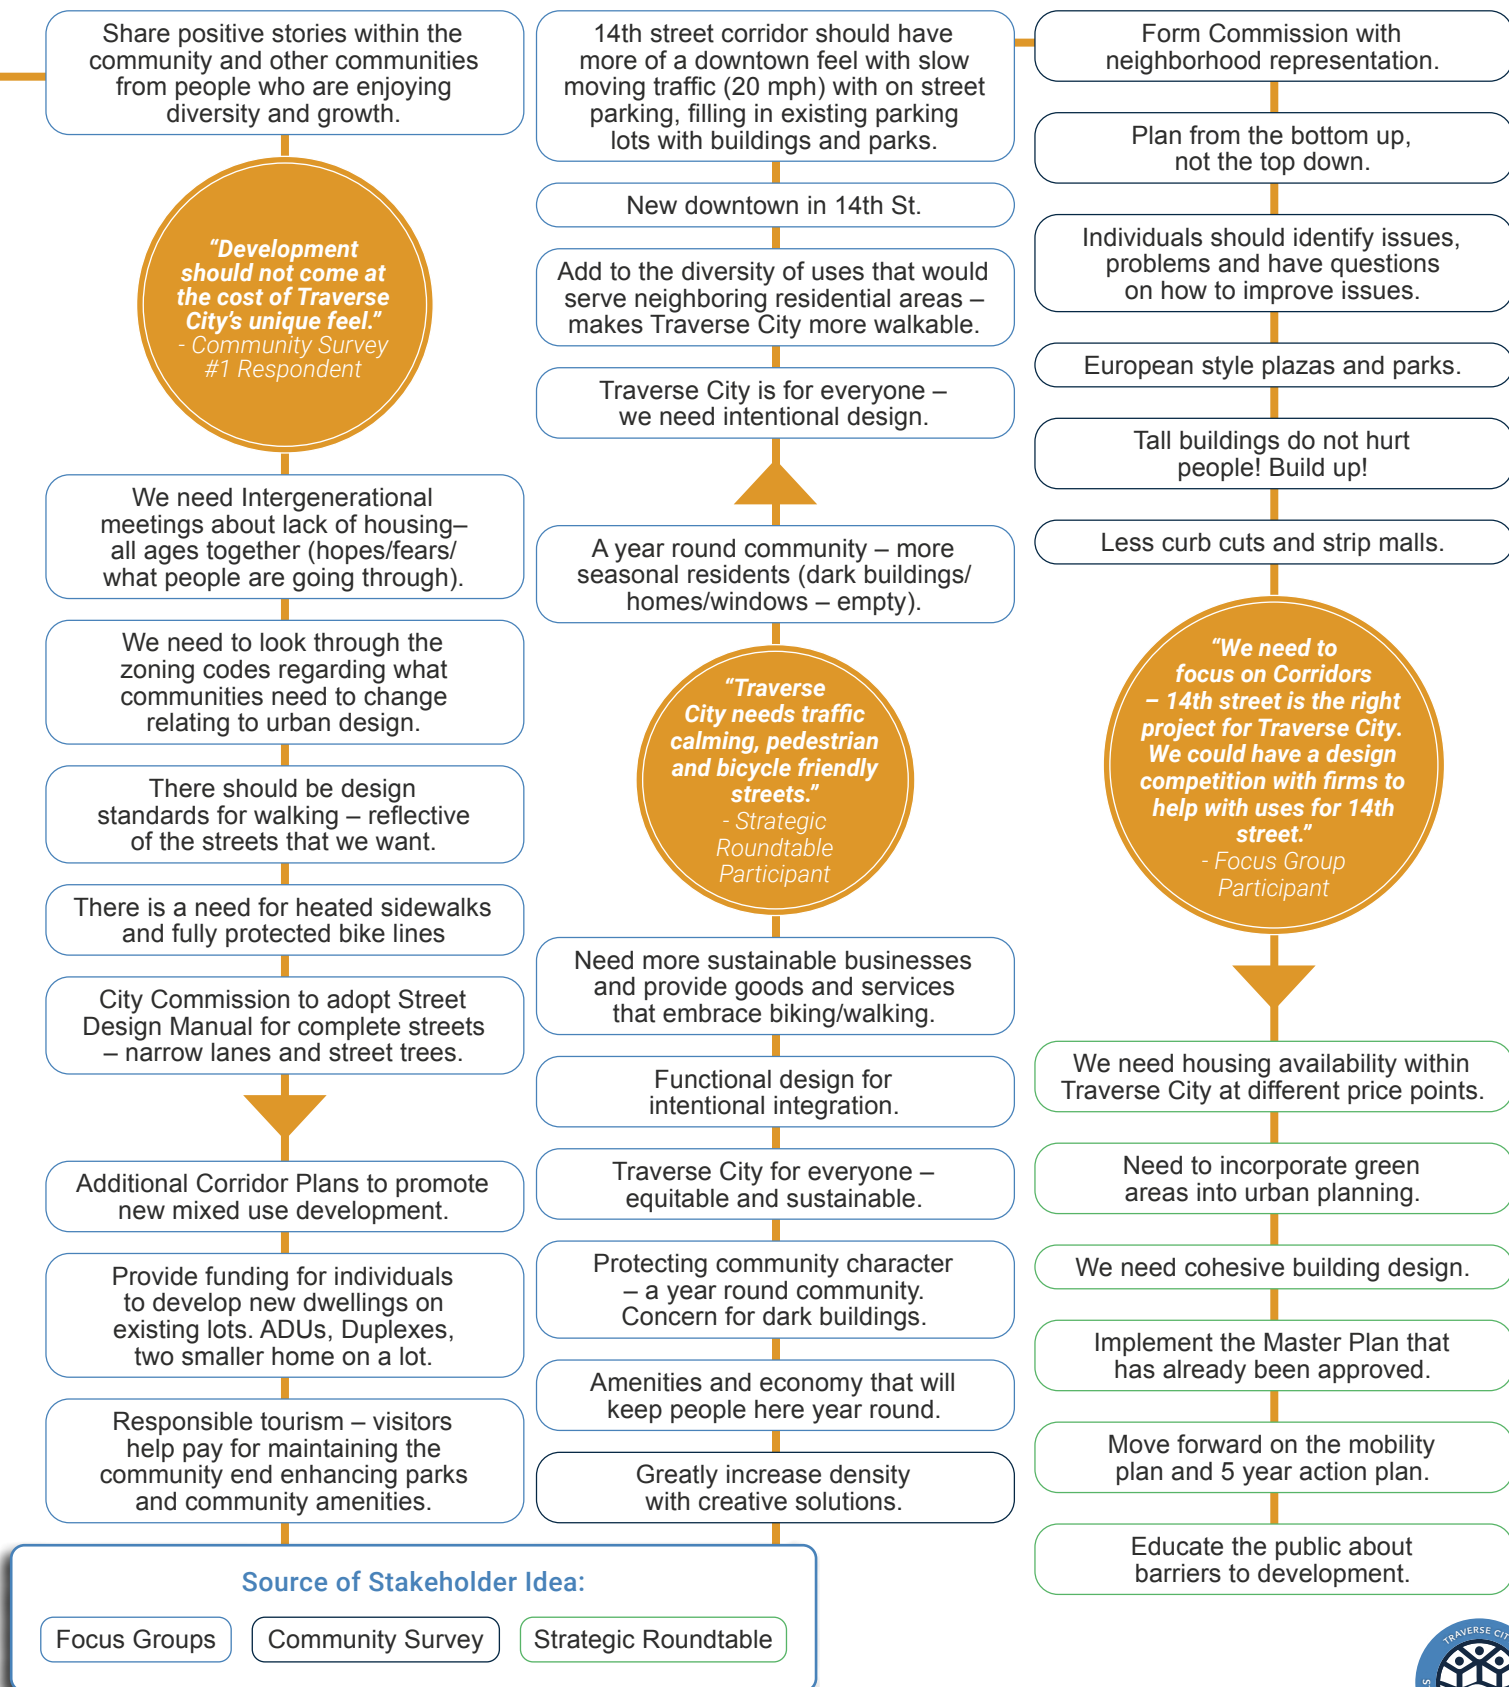 Share positive stories within the
community and other communities
from people who are enjoying
diversity and growth.
“Development
should not come at
the cost of Traverse
City’s unique feel.”
- Community Survey
#1 Respondent
We need Intergenerational
meetings about lack of housing–
all ages together (hopes/fears/
what people are going through).
We need to look through the
zoning codes regarding what
communities need to change
relating to urban design.
There should be design
standards for walking – reflective
of the streets that we want.
There is a need for heated sidewalks
and fully protected bike lines
City Commission to adopt Street
Design Manual for complete streets
– narrow lanes and street trees.
Additional Corridor Plans to promote
new mixed use development.
Provide funding for individuals
to develop new dwellings on
existing lots. ADUs, Duplexes,
two smaller home on a lot.
Responsible tourism – visitors
help pay for maintaining the
community end enhancing parks
and community amenities.
14th street corridor should have
more of a downtown feel with slow
moving traffic (20 mph) with on street
parking, filling in existing parking
lots with buildings and parks.
New downtown in 14th St.
Add to the diversity of uses that would
serve neighboring residential areas –
makes Traverse City more walkable.
Traverse City is for everyone –
we need intentional design.
A year round community – more
seasonal residents (dark buildings/
homes/windows – empty).
“Traverse
City needs traffic
calming, pedestrian
and bicycle friendly
streets.”
- Strategic
Roundtable
Participant
Need more sustainable businesses
and provide goods and services
that embrace biking/walking.
Functional design for
intentional integration.
Traverse City for everyone –
equitable and sustainable.
Protecting community character
– a year round community.
Concern for dark buildings.
Amenities and economy that will
keep people here year round.
Greatly increase density
with creative solutions.
Form Commission with
neighborhood representation.
Plan from the bottom up,
not the top down.
Individuals should identify issues,
problems and have questions
on how to improve issues.
European style plazas and parks.
Tall buildings do not hurt
people! Build up!
Less curb cuts and strip malls.
“We need to
focus on Corridors
– 14th street is the right
project for Traverse City.
We could have a design
competition with firms to
help with uses for 14th
street.”
- Focus Group
Participant
We need housing availability within
Traverse City at different price points.
Need to incorporate green
areas into urban planning.
We need cohesive building design.
Implement the Master Plan that
has already been approved.
Move forward on the mobility
plan and 5 year action plan.
Educate the public about
barriers to development.
Source of Stakeholder Idea:
Focus Groups
Community Survey
Strategic Roundtable
TRAVERSE